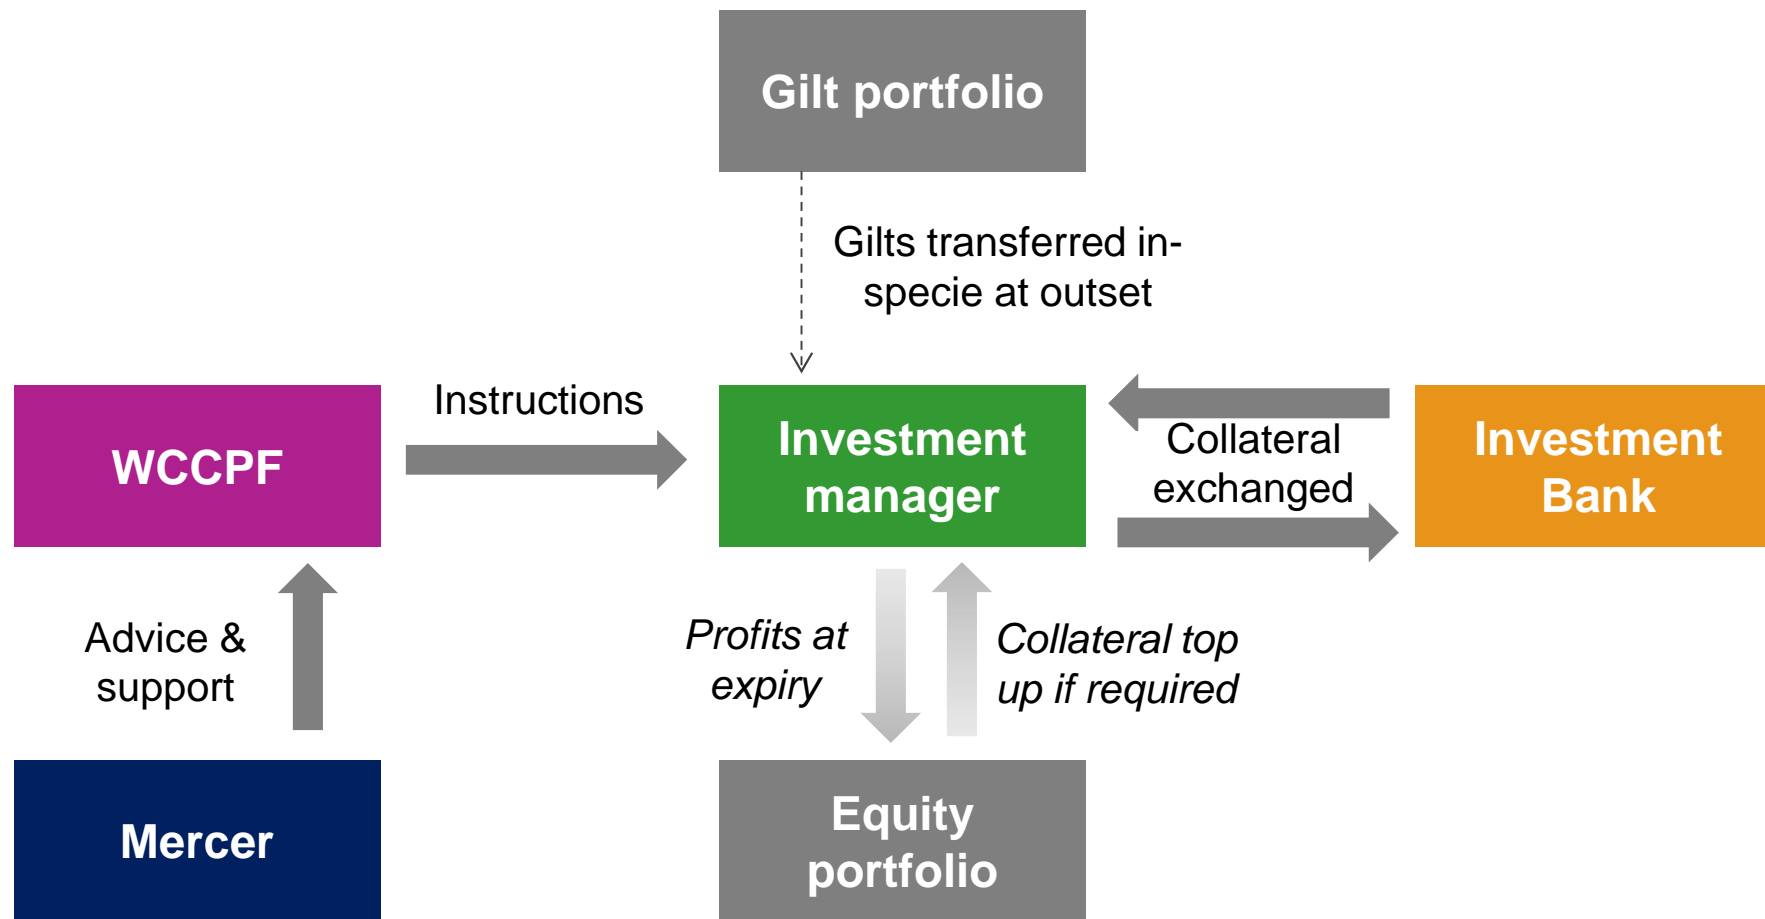 Gilt portfolio
Gilts transferred in-
specie at outset
WCCPF
Instructions
Investment
manager
Collateral
exchanged
Investment
Bank
Advice &
support
Profits at
expiry
Collateral top
up if required
Mercer
Equity
portfolio